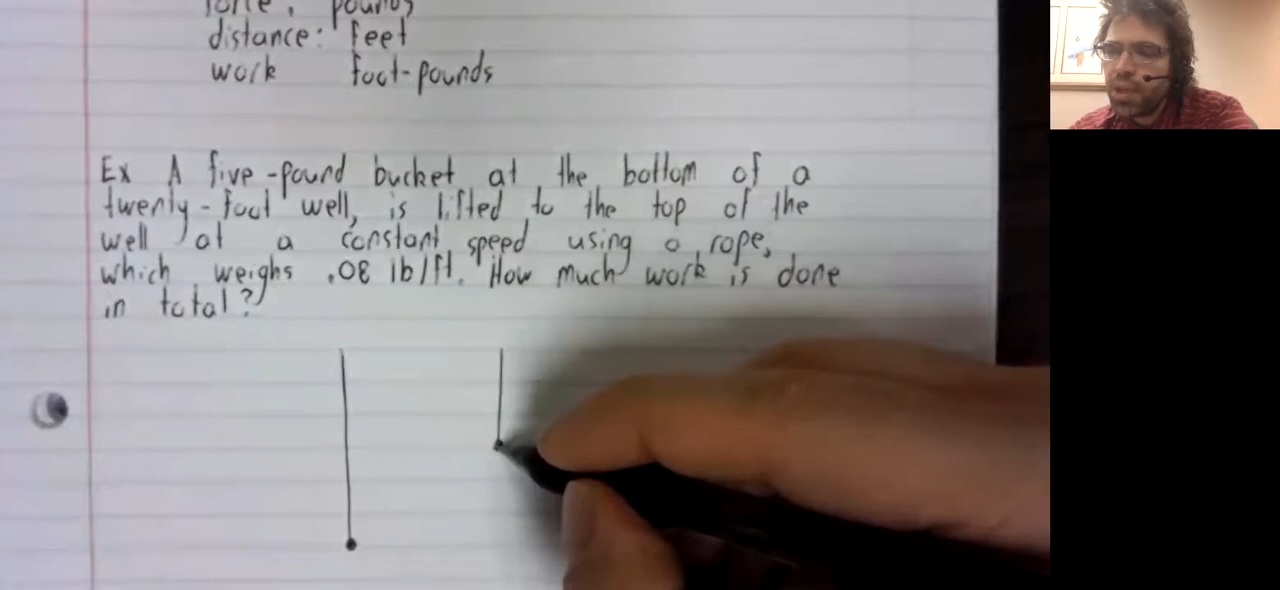 force : pounds
distance: feet
work foot-pounds
Ex A five-pound bucket at the bottom of a
twenty-foot well, is lifted to the top of the
well at a constant speed using a rope,
which weighs .08 lb/ft. How much work is done
in total?